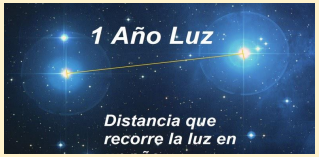 1 Año Luz
Distancia que
recorre la luz en